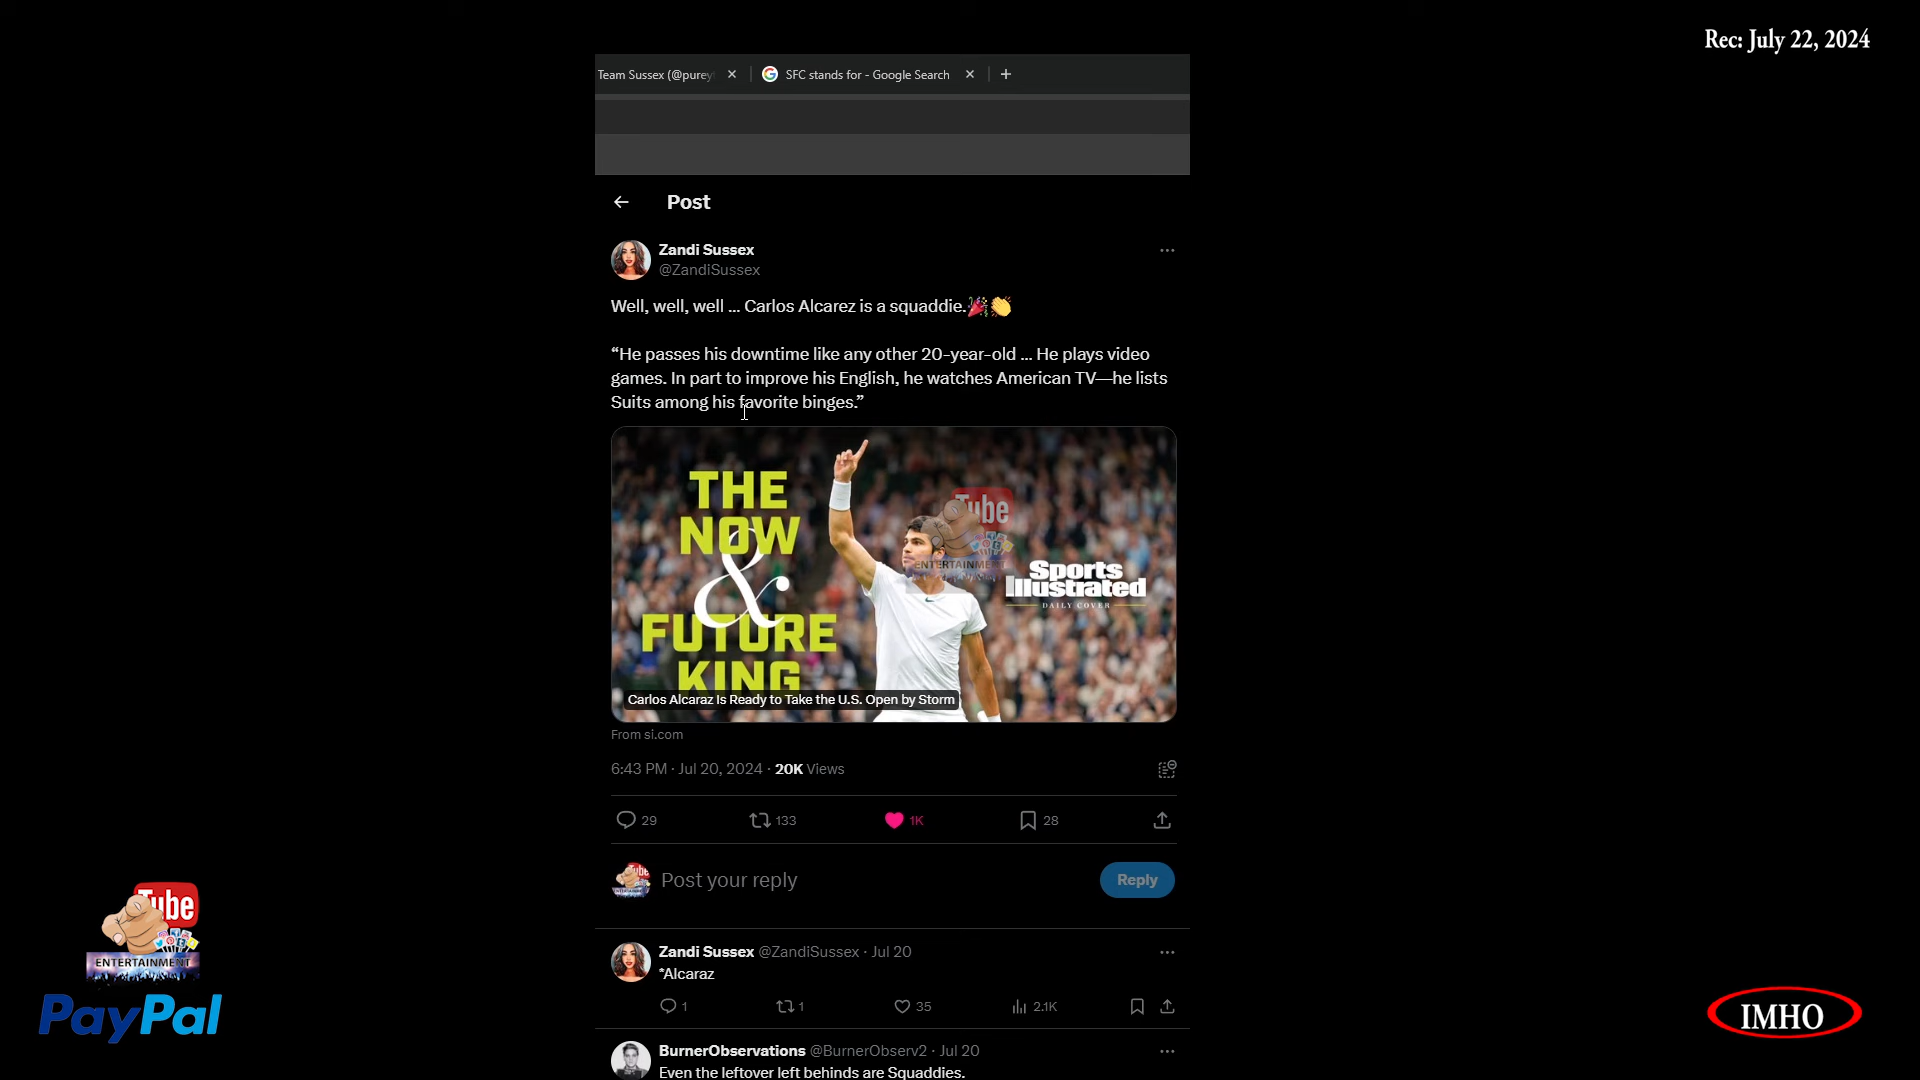 Rec: July 22, 2024
Team Sussex (@purey
SFC stands for - Google Search
Post
Zandi Sussex
@ZandiSussex
Well, well, well ... Carlos Alcarez is a squaddie.🎉👏
“He passes his downtime like any other 20-year-old ... He plays video
games. In part to improve his English, he watches American TV—he lists
Suits among his favorite binges.”
THE
NOW
&
FUTURE
KING
Tube
ENTERTAINMENT
Sports
Illustrated
DAILY COVER
Carlos Alcaraz Is Ready to Take the U.S. Open by Storm
From si.com
6:43 PM · Jul 20, 2024 · 20K Views
29 133 1K 28
Tube
Post your reply
Reply
Zandi Sussex @ZandiSussex · Jul 20
*Alcaraz
1 1 35 2.1K
BurnerObservations @BurnerObserv2 · Jul 20
Even the leftover left behinds are Squaddies.
Tube
ENTERTAINMENT
PayPal
IMHO